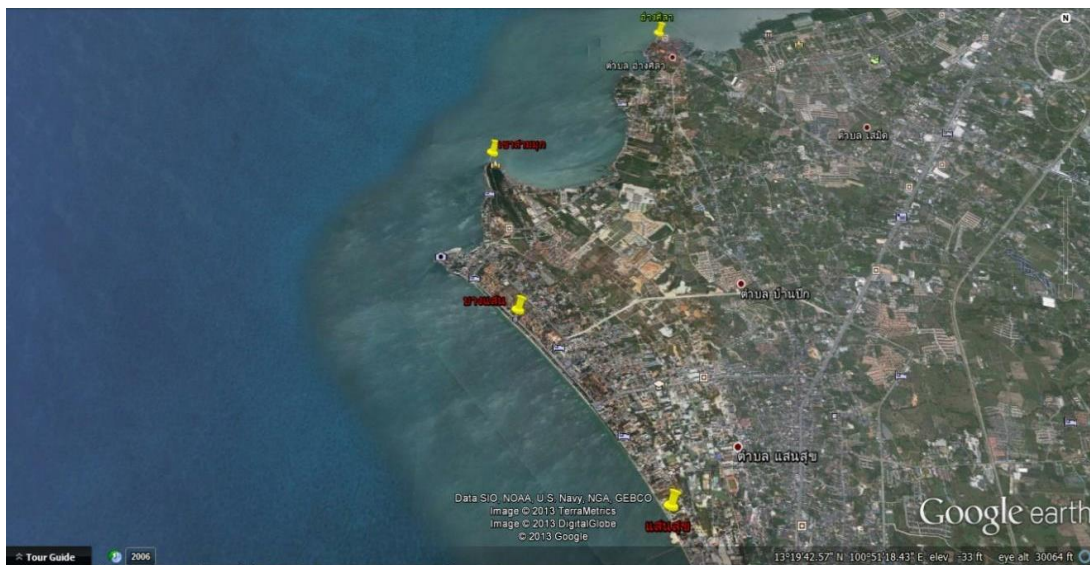 อ่างศิลา
N
ตำบล อ่างศิลา
ตำบล เสม็ด
เขาสามมุก
ตำบล บ้านปึก
บางแสน
ตำบล แสนสุข
แสนสุข
Data SIO, NOAA, U.S. Navy, NGA, GEBCO
Image © 2013 TerraMetrics
Image © 2013 DigitalGlobe
© 2013 Google
Google earth
Tour Guide
2006
13°19'42.57" N 100°51'18.43" E elev -33 ft eye alt 30064 ft